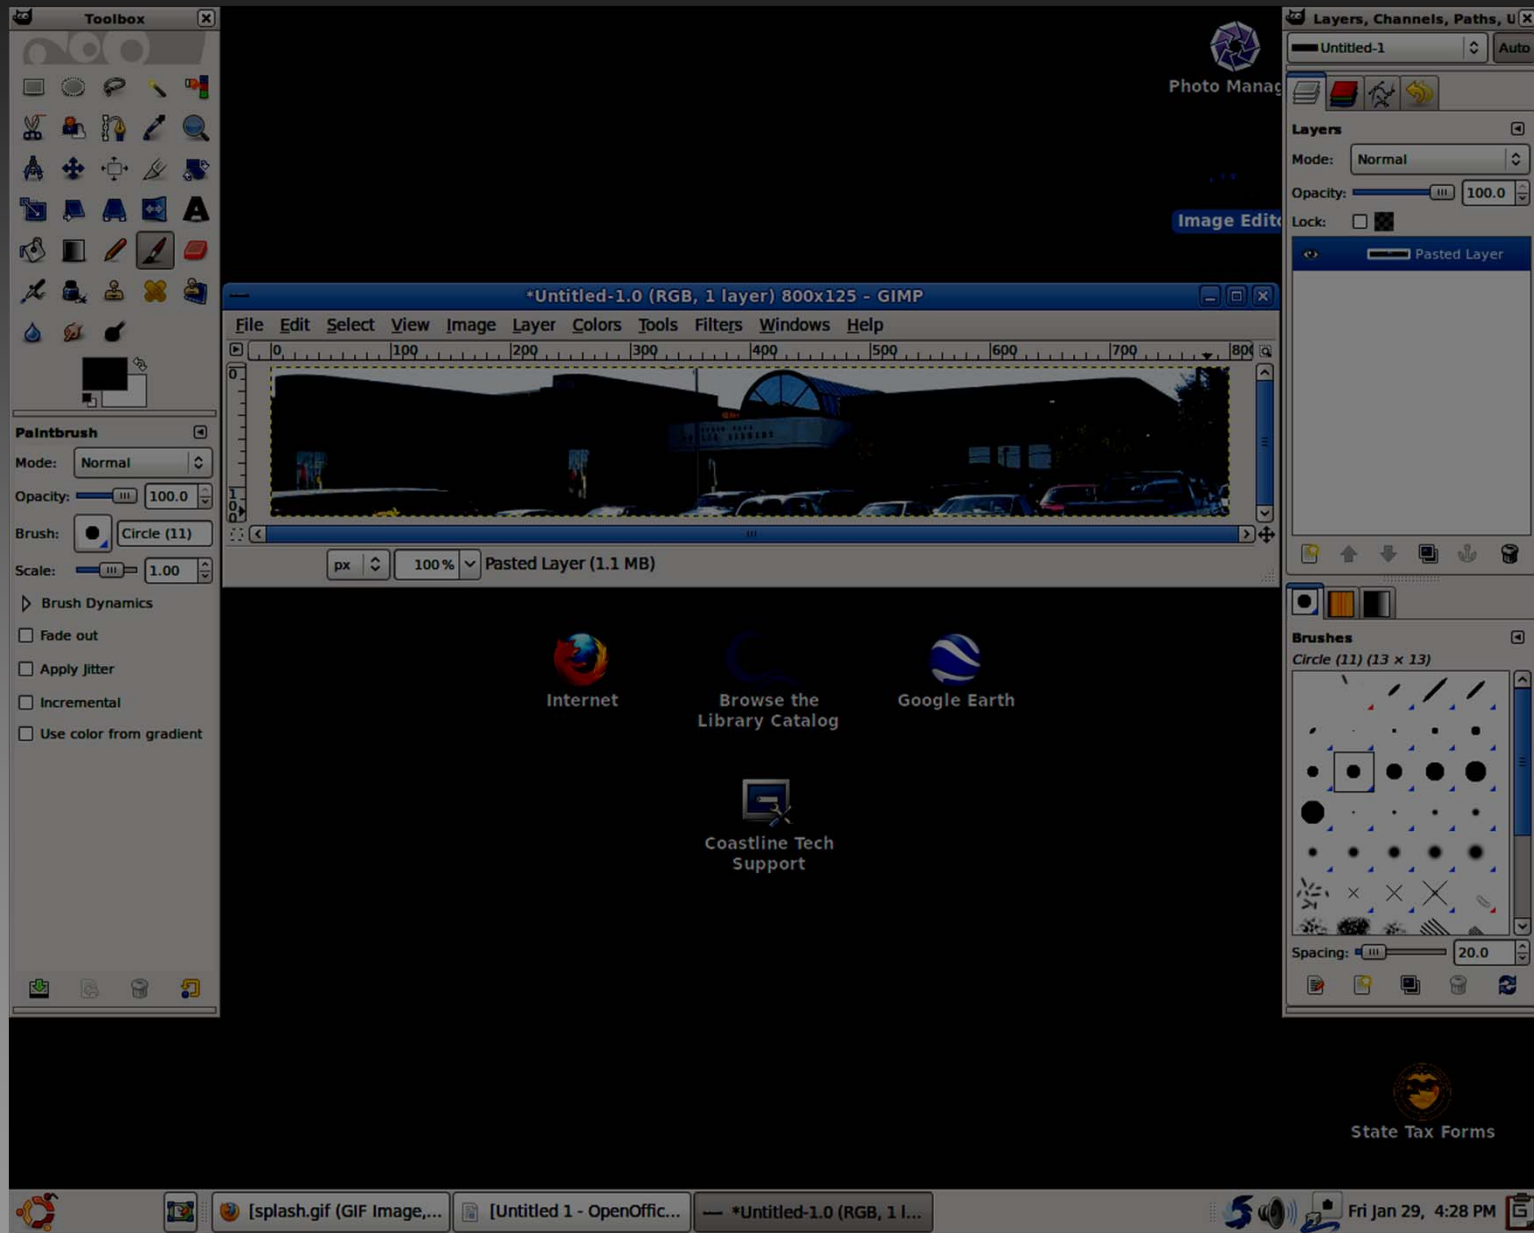 Toolbox
Paintbrush
Mode: Normal
Opacity: 100.0
Brush: Circle (11)
Scale: 1.00
Brush Dynamics
Fade out
Apply Jitter
Incremental
Use color from gradient
Photo Manag
Image Edito
*Untitled-1.0 (RGB, 1 layer) 800x125 – GIMP
File Edit Select View Image Layer Colors Tools Filters Windows Help
0 100 200 300 400 500 600 700 800
0
100
px 100% Pasted Layer (1.1 MB)
Internet
Browse the
Library Catalog
Google Earth
Coastline Tech
Support
Layers, Channels, Paths, U
Untitled-1 Auto
Layers
Mode: Normal
Opacity: 100.0
Lock:
Pasted Layer
Brushes
Circle (11) (13 × 13)
Spacing: 20.0
State Tax Forms
[splash.gif (GIF Image,... [Untitled 1 - OpenOffic... *Untitled-1.0 (RGB, 1 l... Fri Jan 29, 4:28 PM